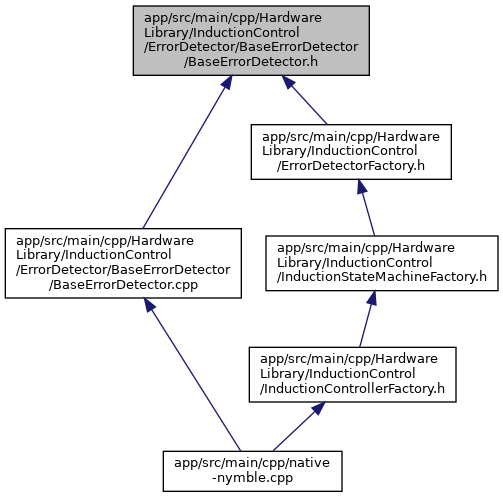 app/src/main/cpp/Hardware
Library/InductionControl
/ErrorDetector/BaseErrorDetector
/BaseErrorDetector.h
app/src/main/cpp/Hardware
Library/InductionControl
/ErrorDetectorFactory.h
app/src/main/cpp/Hardware
Library/InductionControl
/ErrorDetector/BaseErrorDetector
/BaseErrorDetector.cpp
app/src/main/cpp/Hardware
Library/InductionControl
/InductionStateMachineFactory.h
app/src/main/cpp/Hardware
Library/InductionControl
/InductionControllerFactory.h
app/src/main/cpp/native
-nymble.cpp